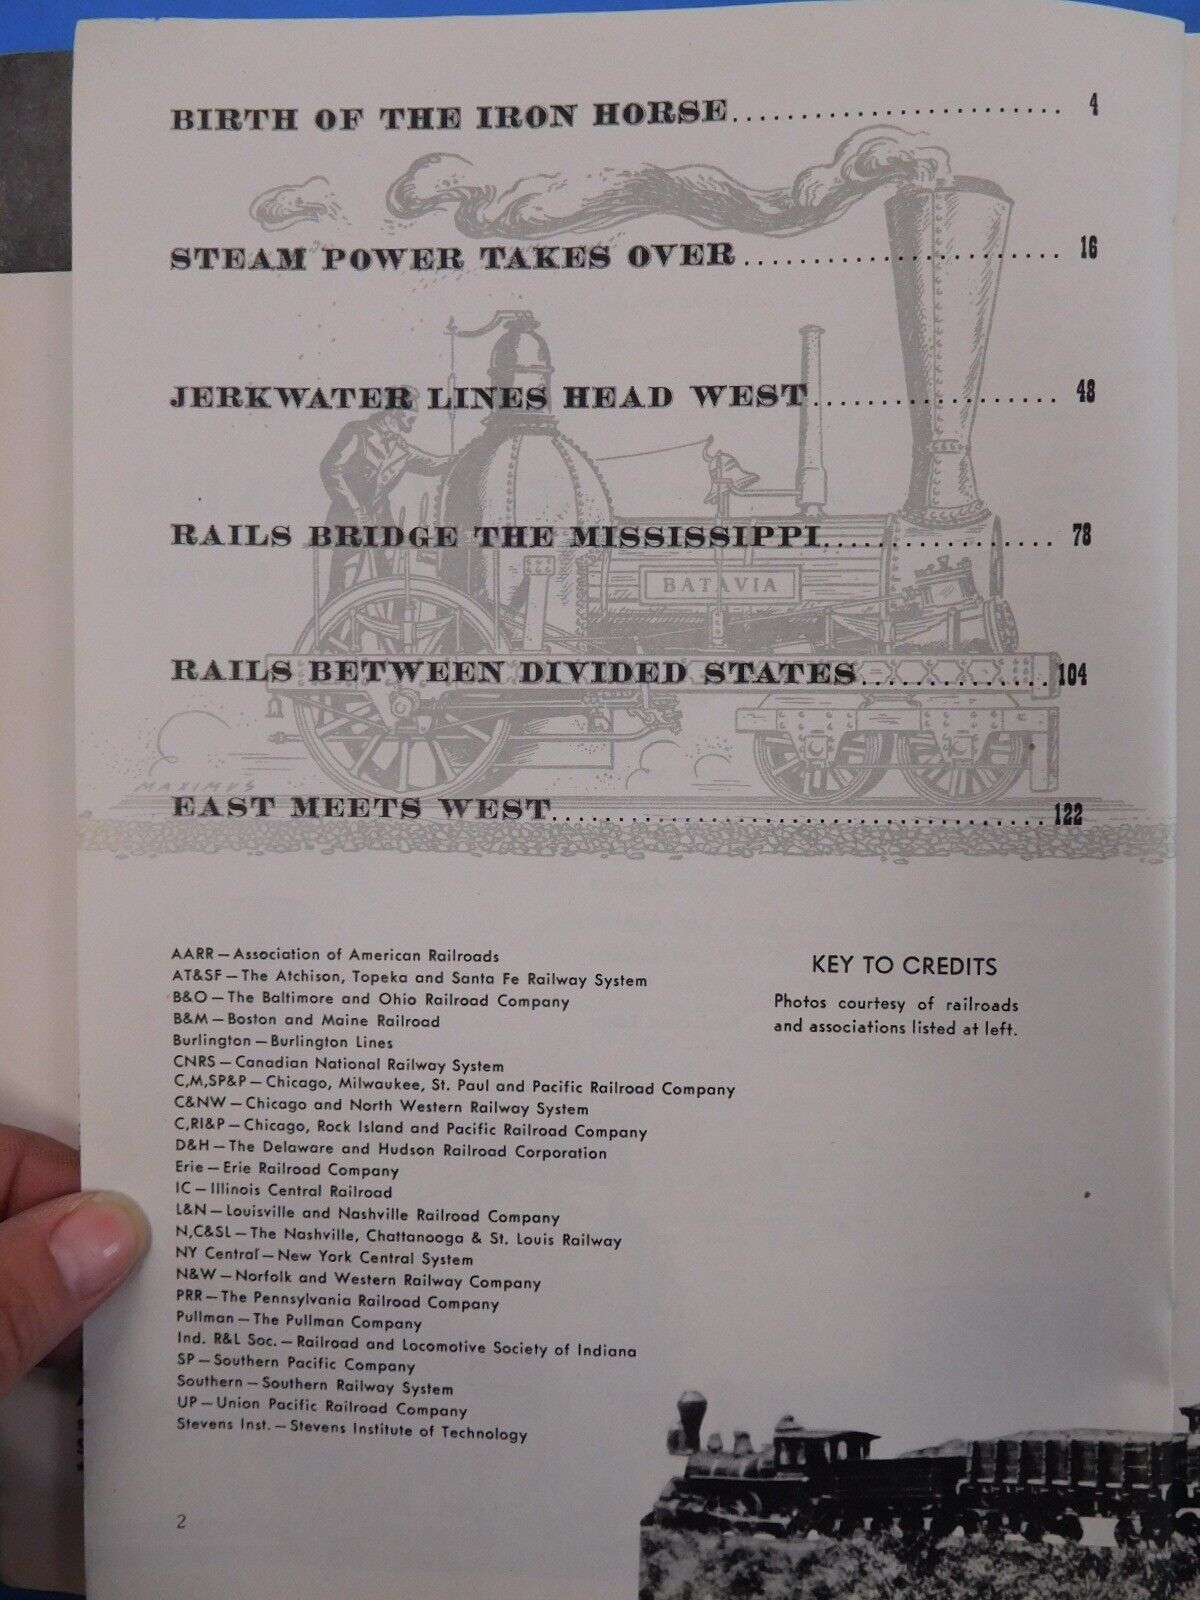 BIRTH OF THE IRON HORSE........................ 4
STEAM POWER TAKES OVER........................ 16
JERKWATER LINES HEAD WEST................... 48
RAILS BRIDGE THE MISSISSIPPI.................. 78
BATAVIA
RAILS BETWEEN DIVIDED STATES...............104
MAXIMUS
EAST MEETS WEST......................................122
AARR—Association of American Railroads
AT&SF—The Atchison, Topeka and Santa Fe Railway System
B&O—The Baltimore and Ohio Railroad Company
B&M—Boston and Maine Railroad
Burlington—Burlington Lines
CNRS—Canadian National Railway System
C,M,SP&P—Chicago, Milwaukee, St. Paul and Pacific Railroad Company
C&NW—Chicago and North Western Railway System
C,RI&P—Chicago, Rock Island and Pacific Railroad Company
D&H—The Delaware and Hudson Railroad Corporation
Erie—Erie Railroad Company
IC—Illinois Central Railroad
L&N—Louisville and Nashville Railroad Company
N,C&SL—The Nashville, Chattanooga & St. Louis Railway
NY Central—New York Central System
N&W—Norfolk and Western Railway Company
PRR—The Pennsylvania Railroad Company
Pullman—The Pullman Company
Ind. R&L Soc.—Railroad and Locomotive Society of Indiana
SP—Southern Pacific Company
Southern—Southern Railway System
UP—Union Pacific Railroad Company
Stevens Inst.—Stevens Institute of Technology
KEY TO CREDITS
Photos courtesy of railroads
and associations listed at left.
2